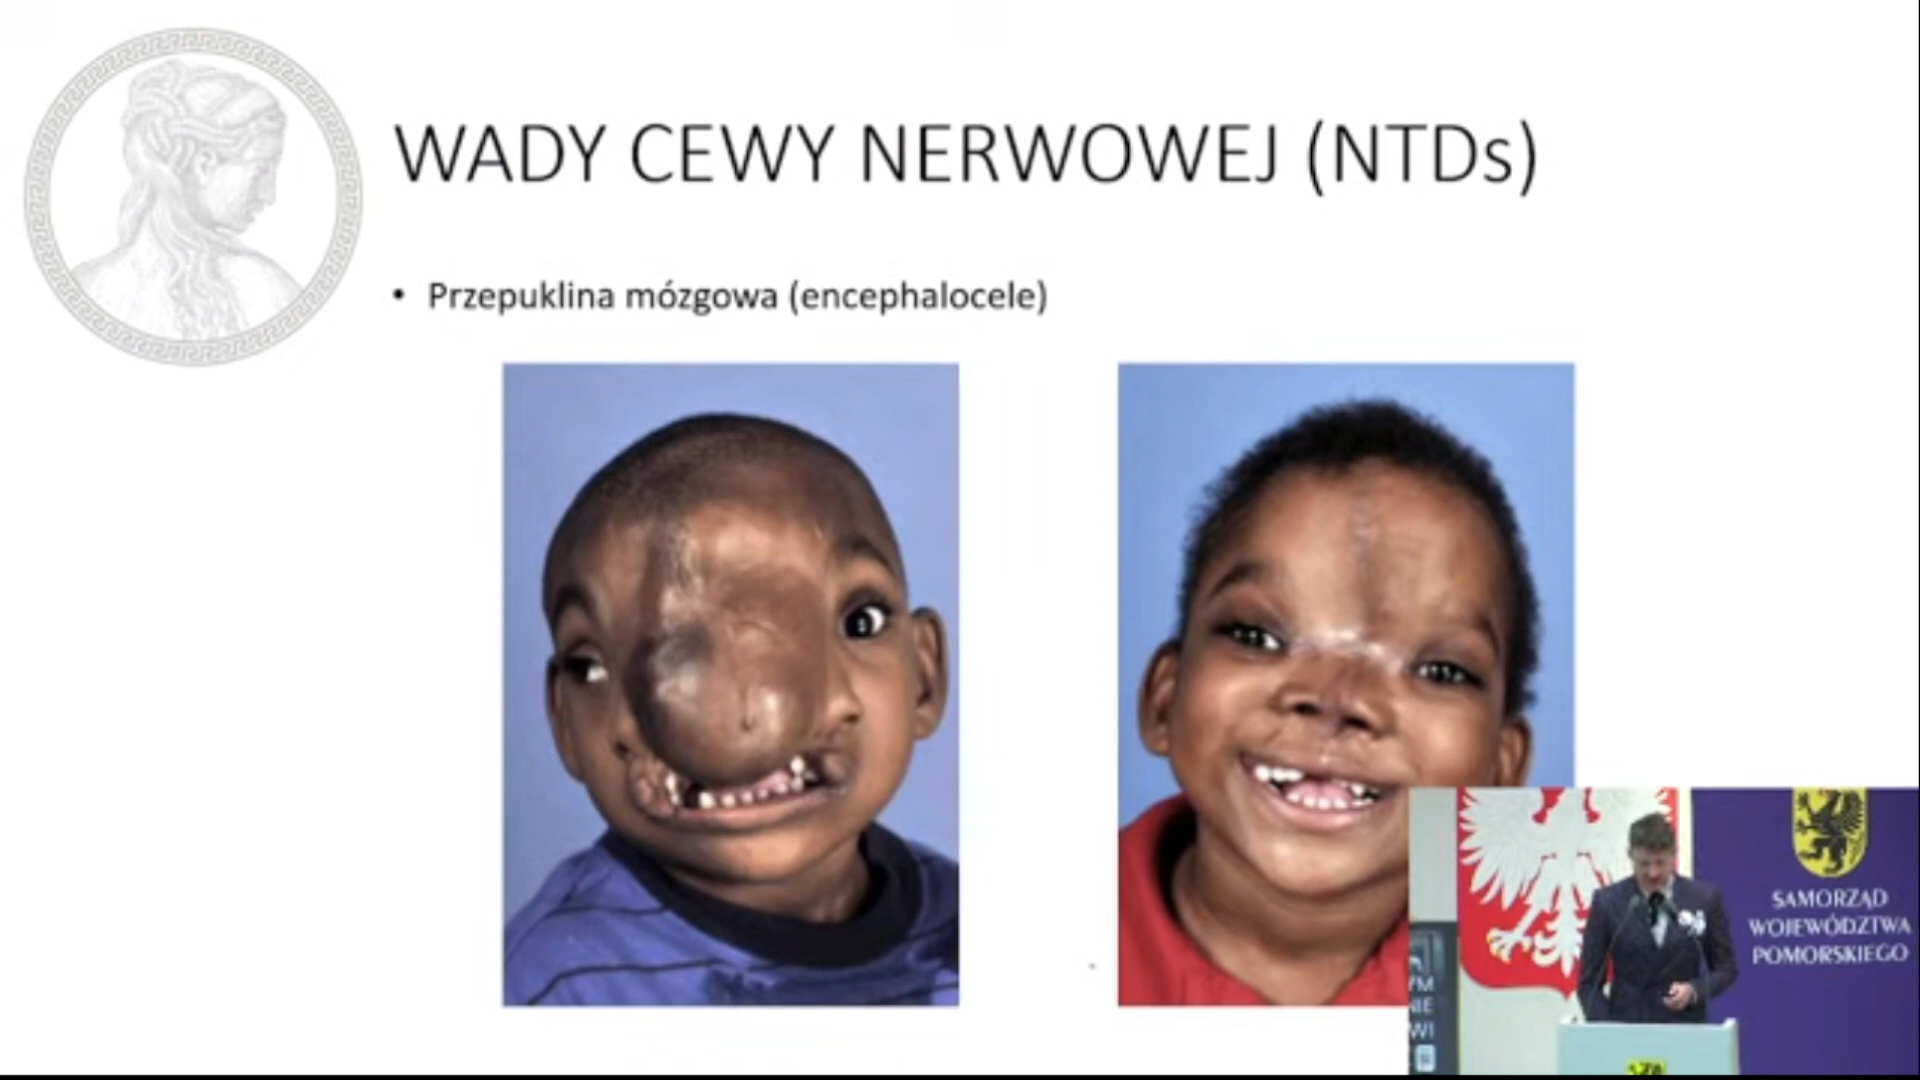 WADY CEWY NERWOWEJ (NTDs)
• Przepuklina mózgowa (encephalocele)
SAMORZĄD
WOJEWÓDZTWA
POMORSKIEGO